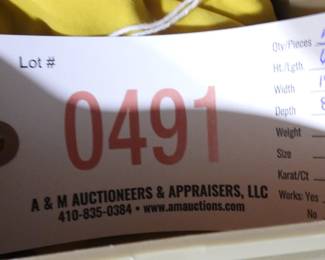 Lot #
0491
A & M AUCTIONEERS & APPRAISERS, LLC
410-835-0384 • www.amauctions.com
Qty/Pieces
Ht./Lgth.
Width
Depth
Weight
Size
Karat/Ct
Works: Yes
No